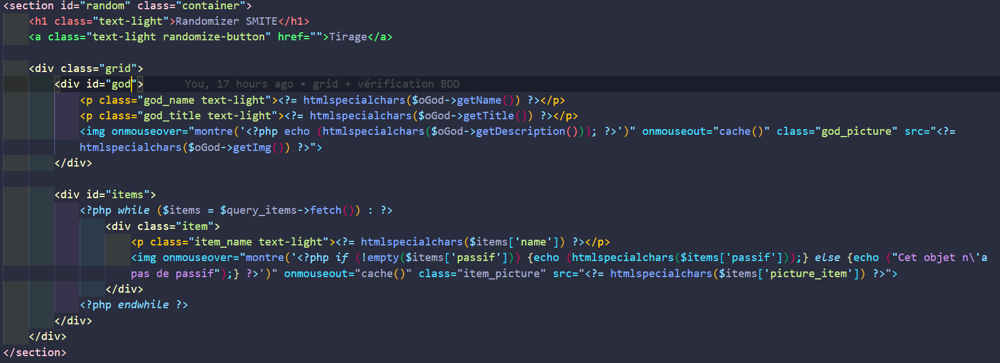 <section id="random" class="container">
<h1 class="text-light">Randomizer SMITE</h1>
<a class="text-light randomize-button" href="">Tirage</a>
<div class="grid">
<div id="god"> You, 17 hours ago • grid + vérification BDD
<p class="god_name text-light"><?= htmlspecialchars($oGod->getName()) ?></p>
<p class="god_title text-light"><?= htmlspecialchars($oGod->getTitle()) ?></p>
<img onmouseover="montre('<?php echo (htmlspecialchars($oGod->getDescription())); ?>')" onmouseout="cache()" class="god_picture" src="<?=
htmlspecialchars($oGod->getImg()) ?>">
</div>
<div id="items">
<?php while ($items = $query_items->fetch()) : ?>
<div class="item">
<p class="item_name text-light"><?= htmlspecialchars($items['name']) ?></p>
<img onmouseover="montre('<?php if (!empty($items['passif'])) {echo (htmlspecialchars($items['passif']));} else {echo ("Cet objet n\'a
pas de passif");} ?>')" onmouseout="cache()" class="item_picture" src="<?= htmlspecialchars($items['picture_item']) ?>">
</div>
<?php endwhile ?>
</div>
</div>
</section>